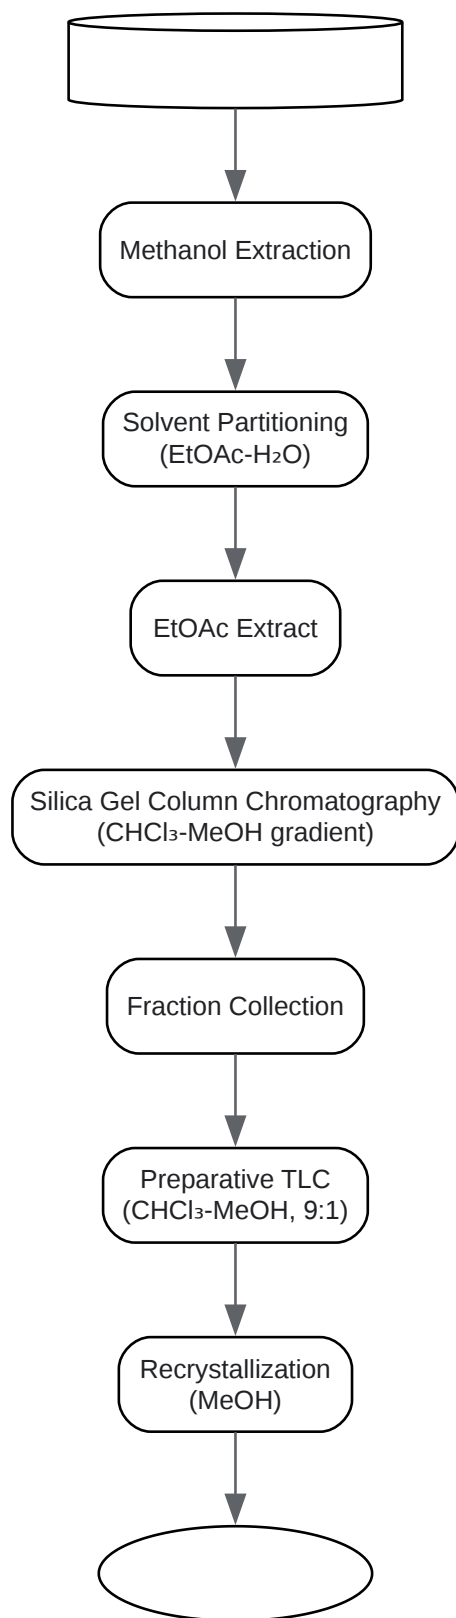 Methanol Extraction
Solvent Partitioning
(EtOAc-H₂O)
EtOAc Extract
Silica Gel Column Chromatography
(CHCl₃-MeOH gradient)
Fraction Collection
Preparative TLC
(CHCl₃-MeOH, 9:1)
Recrystallization
(MeOH)